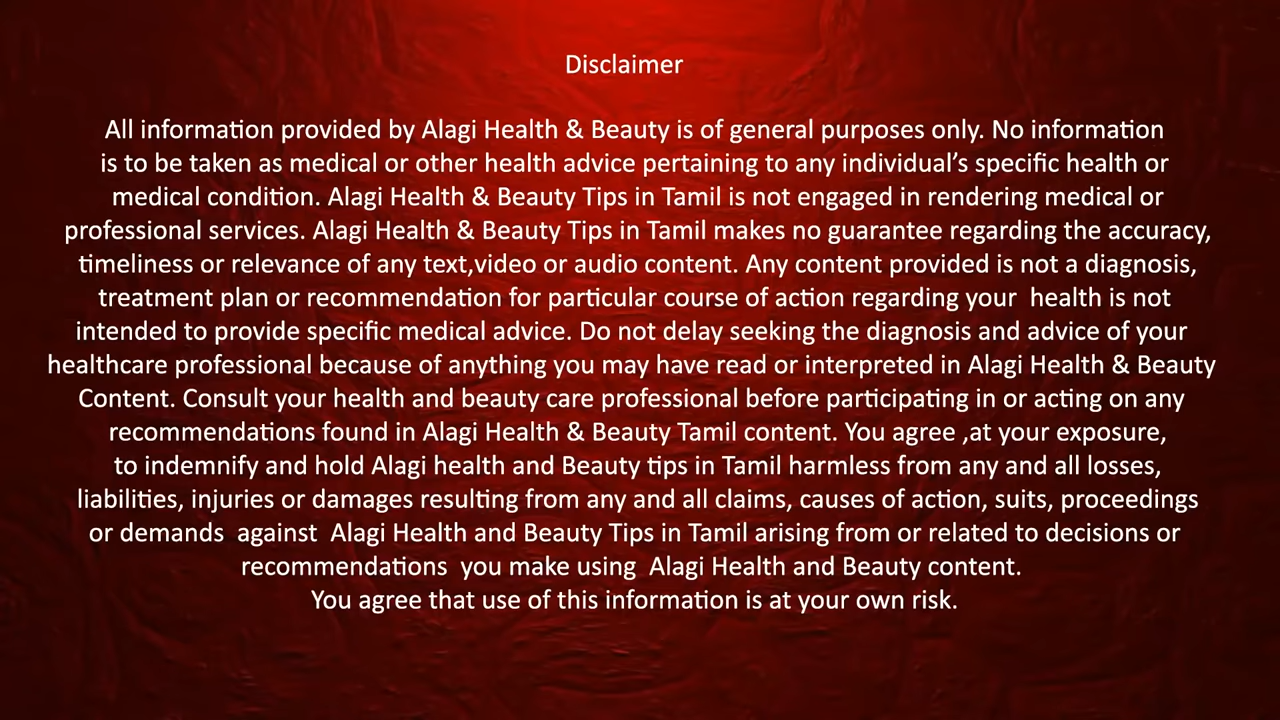 Disclaimer
All information provided by Alagi Health & Beauty is of general purposes only. No information
is to be taken as medical or other health advice pertaining to any individual’s specific health or
medical condition. Alagi Health & Beauty Tips in Tamil is not engaged in rendering medical or
professional services. Alagi Health & Beauty Tips in Tamil makes no guarantee regarding the accuracy,
timeliness or relevance of any text,video or audio content. Any content provided is not a diagnosis,
treatment plan or recommendation for particular course of action regarding your  health is not
intended to provide specific medical advice. Do not delay seeking the diagnosis and advice of your
healthcare professional because of anything you may have read or interpreted in Alagi Health & Beauty
Content. Consult your health and beauty care professional before participating in or acting on any
recommendations found in Alagi Health & Beauty Tamil content. You agree ,at your exposure,
to indemnify and hold Alagi health and Beauty tips in Tamil harmless from any and all losses,
liabilities, injuries or damages resulting from any and all claims, causes of action, suits, proceedings
or demands  against  Alagi Health and Beauty Tips in Tamil arising from or related to decisions or
recommendations  you make using  Alagi Health and Beauty content.
You agree that use of this information is at your own risk.